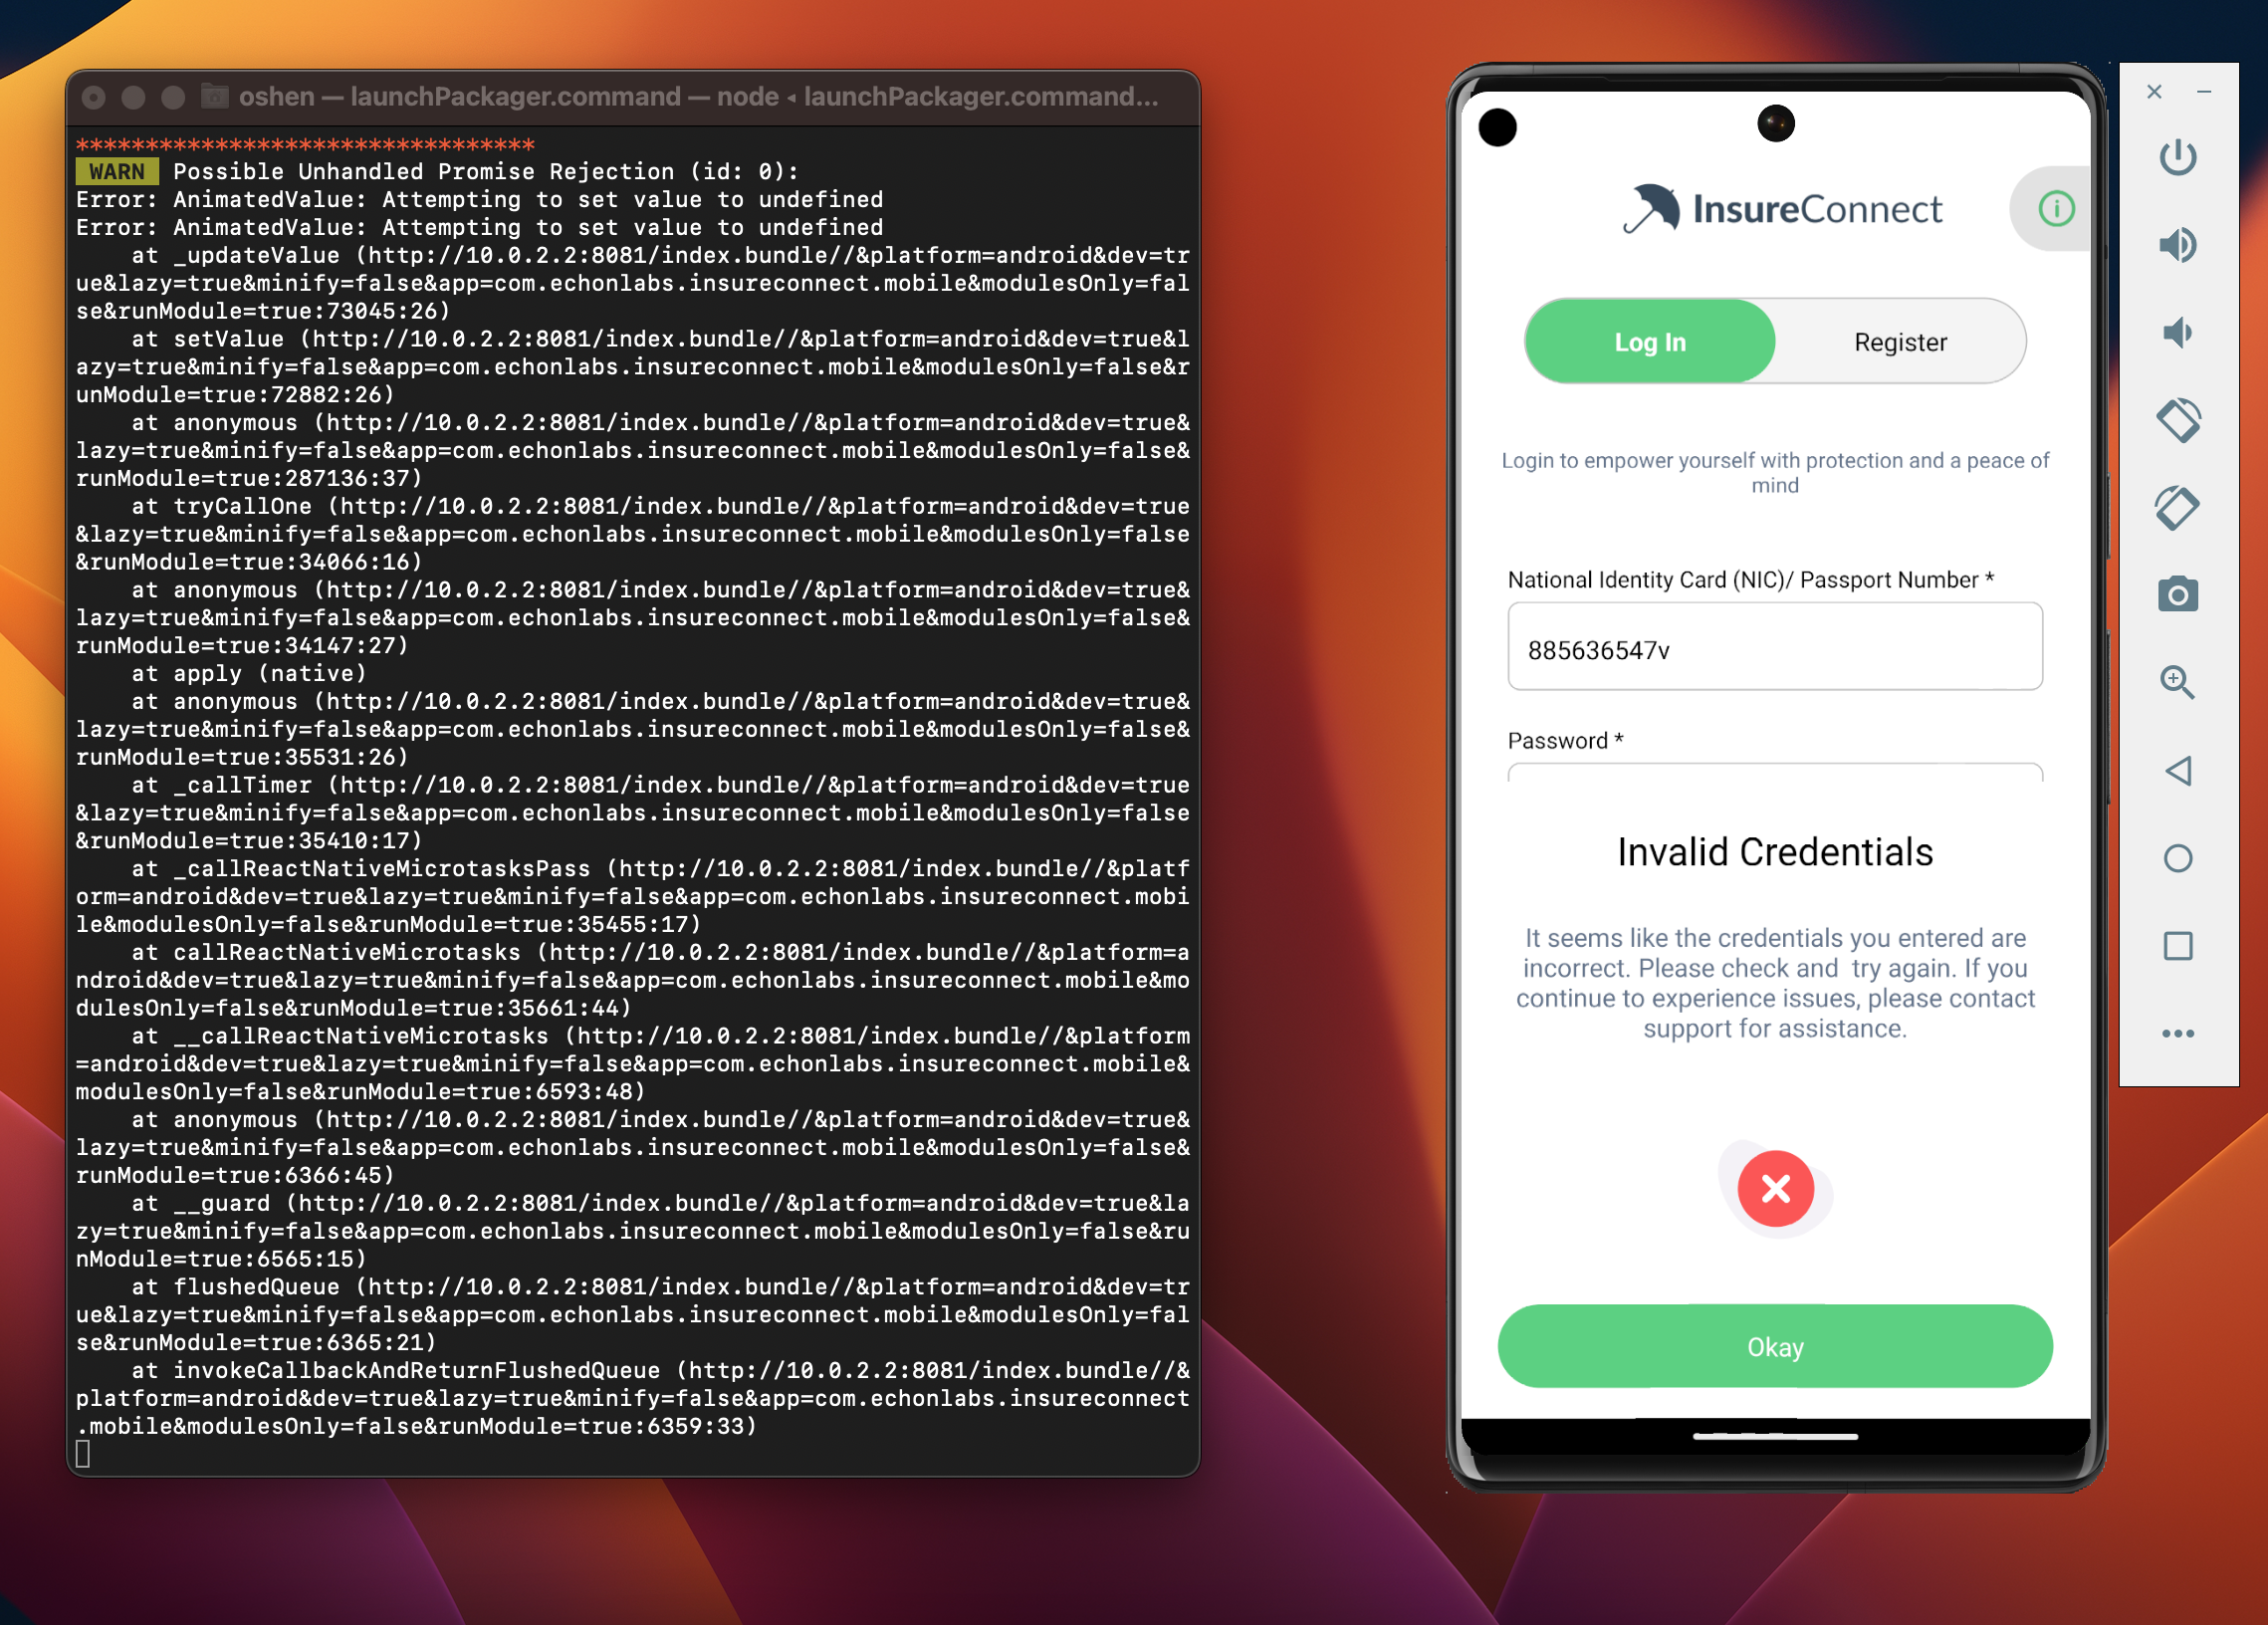 oshen — launchPackager.command — node ◂ launchPackager.command...
*********************************
WARN Possible Unhandled Promise Rejection (id: 0):
Error: AnimatedValue: Attempting to set value to undefined
Error: AnimatedValue: Attempting to set value to undefined
at _updateValue (http://10.0.2.2:8081/index.bundle//&platform=android&dev=tr
ue&lazy=true&minify=false&app=com.echonlabs.insureconnect.mobile&modulesOnly=fal
se&runModule=true:73045:26)
at setValue (http://10.0.2.2:8081/index.bundle//&platform=android&dev=true&l
azy=true&minify=false&app=com.echonlabs.insureconnect.mobile&modulesOnly=false&r
unModule=true:72882:26)
at anonymous (http://10.0.2.2:8081/index.bundle//&platform=android&dev=true&
lazy=true&minify=false&app=com.echonlabs.insureconnect.mobile&modulesOnly=false&
runModule=true:287136:37)
at tryCallOne (http://10.0.2.2:8081/index.bundle//&platform=android&dev=true
&lazy=true&minify=false&app=com.echonlabs.insureconnect.mobile&modulesOnly=false
&runModule=true:34066:16)
at anonymous (http://10.0.2.2:8081/index.bundle//&platform=android&dev=true&
lazy=true&minify=false&app=com.echonlabs.insureconnect.mobile&modulesOnly=false&
runModule=true:34147:27)
at apply (native)
at anonymous (http://10.0.2.2:8081/index.bundle//&platform=android&dev=true&
lazy=true&minify=false&app=com.echonlabs.insureconnect.mobile&modulesOnly=false&
runModule=true:35531:26)
at _callTimer (http://10.0.2.2:8081/index.bundle//&platform=android&dev=true
&lazy=true&minify=false&app=com.echonlabs.insureconnect.mobile&modulesOnly=false
&runModule=true:35410:17)
at _callReactNativeMicrotasksPass (http://10.0.2.2:8081/index.bundle//&platf
orm=android&dev=true&lazy=true&minify=false&app=com.echonlabs.insureconnect.mobi
le&modulesOnly=false&runModule=true:35455:17)
at callReactNativeMicrotasks (http://10.0.2.2:8081/index.bundle//&platform=a
ndroid&dev=true&lazy=true&minify=false&app=com.echonlabs.insureconnect.mobile&mo
dulesOnly=false&runModule=true:35661:44)
at __callReactNativeMicrotasks (http://10.0.2.2:8081/index.bundle//&platform
=android&dev=true&lazy=true&minify=false&app=com.echonlabs.insureconnect.mobile&
modulesOnly=false&runModule=true:6593:48)
at anonymous (http://10.0.2.2:8081/index.bundle//&platform=android&dev=true&
lazy=true&minify=false&app=com.echonlabs.insureconnect.mobile&modulesOnly=false&
runModule=true:6366:45)
at __guard (http://10.0.2.2:8081/index.bundle//&platform=android&dev=true&la
zy=true&minify=false&app=com.echonlabs.insureconnect.mobile&modulesOnly=false&ru
nModule=true:6565:15)
at flushedQueue (http://10.0.2.2:8081/index.bundle//&platform=android&dev=tr
ue&lazy=true&minify=false&app=com.echonlabs.insureconnect.mobile&modulesOnly=fal
se&runModule=true:6365:21)
at invokeCallbackAndReturnFlushedQueue (http://10.0.2.2:8081/index.bundle//&
platform=android&dev=true&lazy=true&minify=false&app=com.echonlabs.insureconnect
.mobile&modulesOnly=false&runModule=true:6359:33)
InsureConnect
Log In
Register
Login to empower yourself with protection and a peace of
mind
National Identity Card (NIC)/ Passport Number *
885636547v
Password *
Invalid Credentials
It seems like the credentials you entered are
incorrect. Please check and  try again. If you
continue to experience issues, please contact
support for assistance.
Okay